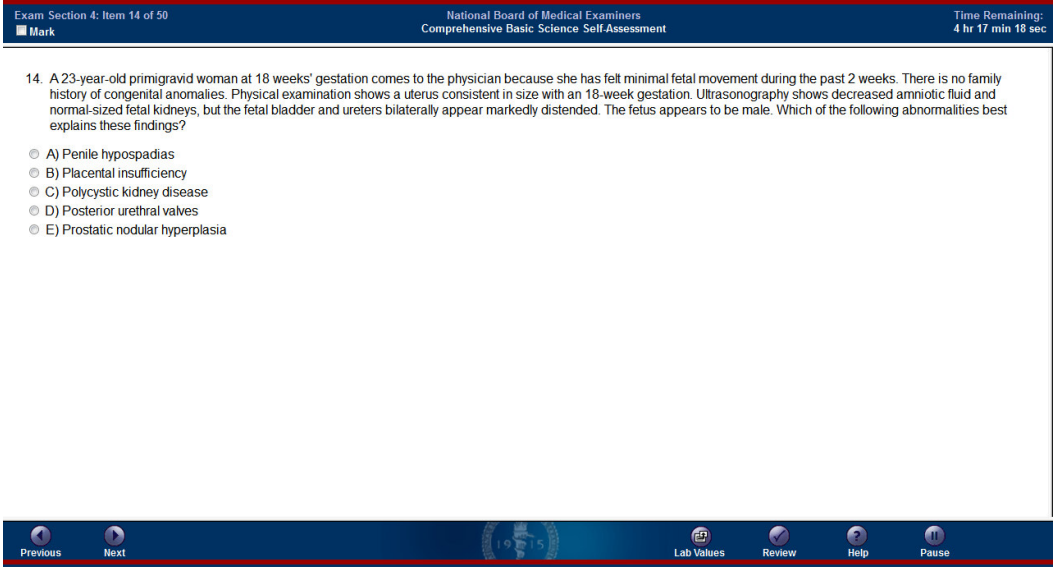 Exam Section 4: Item 14 of 50
National Board of Medical Examiners
Time Remaining:
Mark
Comprehensive Basic Science Self-Assessment
4 hr 17 min 18 sec
14. A 23-year-old primigravid woman at 18 weeks' gestation comes to the physician because she has felt minimal fetal movement during the past 2 weeks. There is no family
history of congenital anomalies. Physical examination shows a uterus consistent in size with an 18-week gestation. Ultrasonography shows decreased amniotic fluid and
normal-sized fetal kidneys, but the fetal bladder and ureters bilaterally appear markedly distended. The fetus appears to be male. Which of the following abnormalities best
explains these findings?
A) Penile hypospadias
B) Placental insufficiency
C) Polycystic kidney disease
D) Posterior urethral valves
E) Prostatic nodular hyperplasia
19 15
Previous
Next
Lab Values
Review
Help
Pause